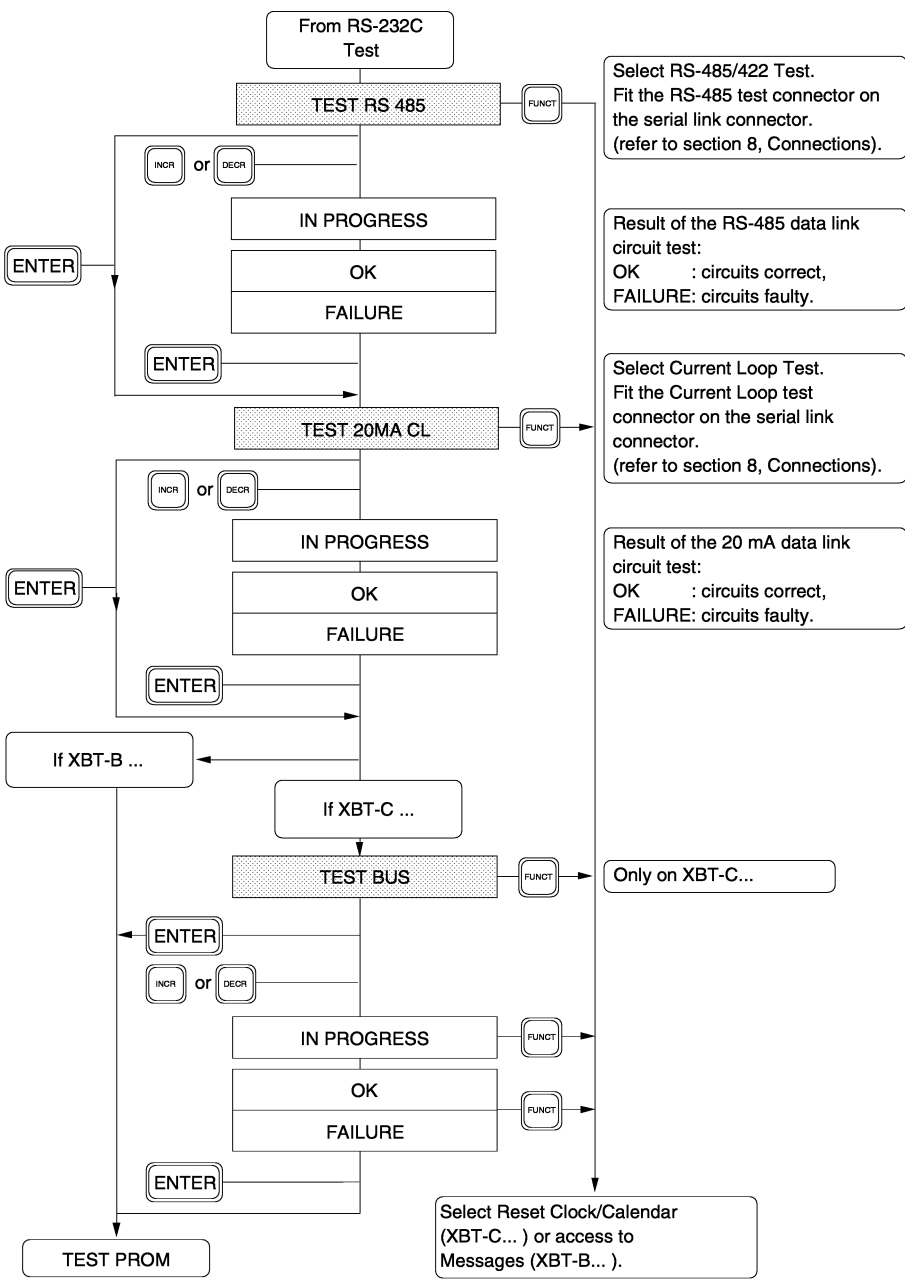 From RS-232C
Test
TEST RS 485
FUNCT
Select RS-485/422 Test.
Fit the RS-485 test connector on
the serial link connector.
(refer to section 8, Connections).
INCR or DECR
IN PROGRESS
Result of the RS-485 data link
circuit test:
OK : circuits correct,
FAILURE: circuits faulty.
ENTER
OK
FAILURE
ENTER
Select Current Loop Test.
Fit the Current Loop test
connector on the serial link
connector.
(refer to section 8, Connections).
TEST 20MA CL
FUNCT
INCR or DECR
IN PROGRESS
Result of the 20 mA data link
circuit test:
OK : circuits correct,
FAILURE: circuits faulty.
ENTER
OK
FAILURE
ENTER
If XBT-B ...
If XBT-C ...
TEST BUS
FUNCT
Only on XBT-C...
ENTER
INCR or DECR
IN PROGRESS
FUNCT
OK
FUNCT
FAILURE
ENTER
Select Reset Clock/Calendar
(XBT-C... ) or access to
Messages (XBT-B... ).
TEST PROM